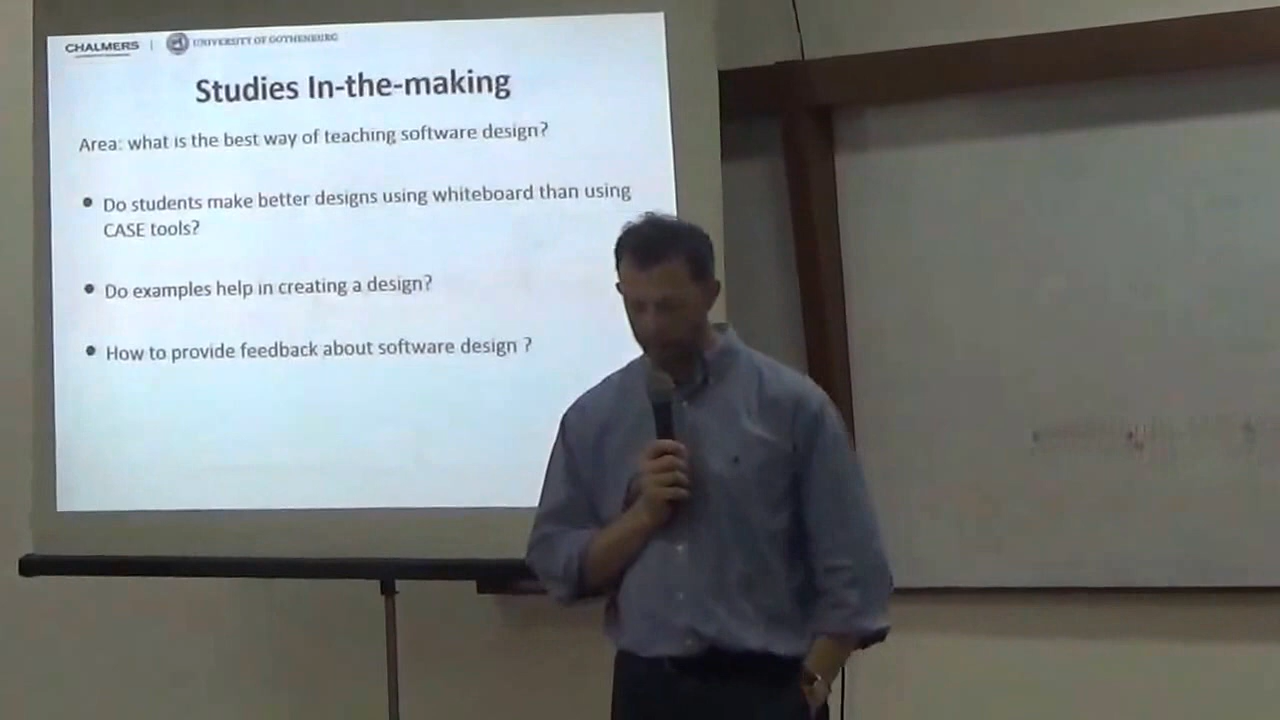 CHALMERS | UNIVERSITY OF GOTHENBURG
Studies In-the-making
Area: what is the best way of teaching software design?
• Do students make better designs using whiteboard than using
CASE tools?
• Do examples help in creating a design?
• How to provide feedback about software design ?